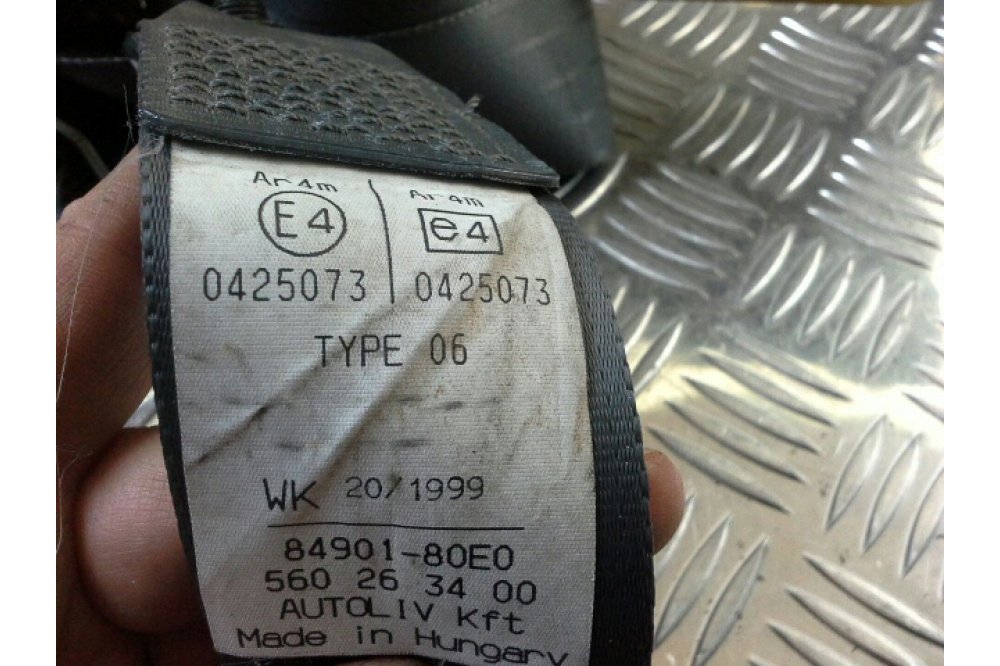 Ar4m Ar4m
E4 e4
0425073 0425073
TYPE 06
WK 20/1999
84901-80E0
560 26 34 00
AUTOLIV Kft
Made in Hungary